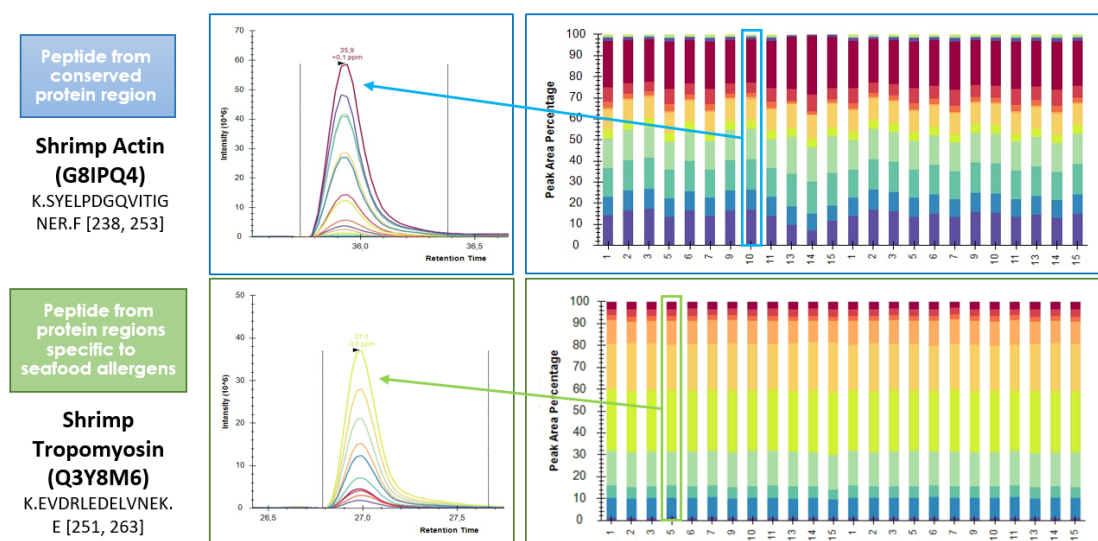 Peptide from
conserved
protein region
Shrimp Actin
(G8IPQ4)
K.SYELPDGQVITIG
NER.F [238, 253]
Intensity (10^6)
70
60
50
40
30
20
10
0
35,9
+0,1 ppm
36,0
36,5
Retention Time
Peak Area Percentage
100
90
80
70
60
50
40
30
20
10
0
1 2 3 5 6 7 9 10 11 13 14 15 1 2 3 5 6 7 9 10 11 13 14 15
Peptide from
protein regions
specific to
seafood allergens
Shrimp
Tropomyosin
(Q3Y8M6)
K.EVDRLEDELVNEK.
E [251, 263]
Intensity (10^6)
50
40
30
20
10
0
26,5
27,0
27,5
Retention Time
Peak Area Percentage
100
90
80
70
60
50
40
30
20
10
0
1 2 3 5 6 7 9 10 11 13 14 15 1 2 3 5 6 7 9 10 11 13 14 15